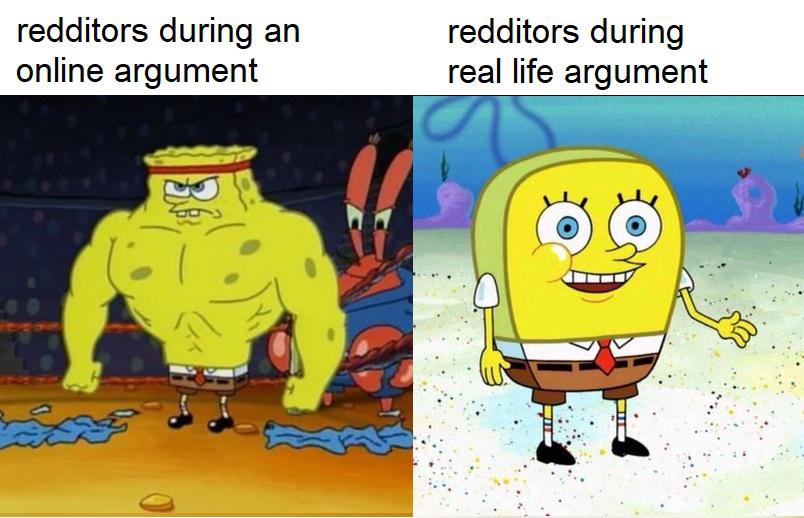 redditors during an
online argument
redditors during
real life argument